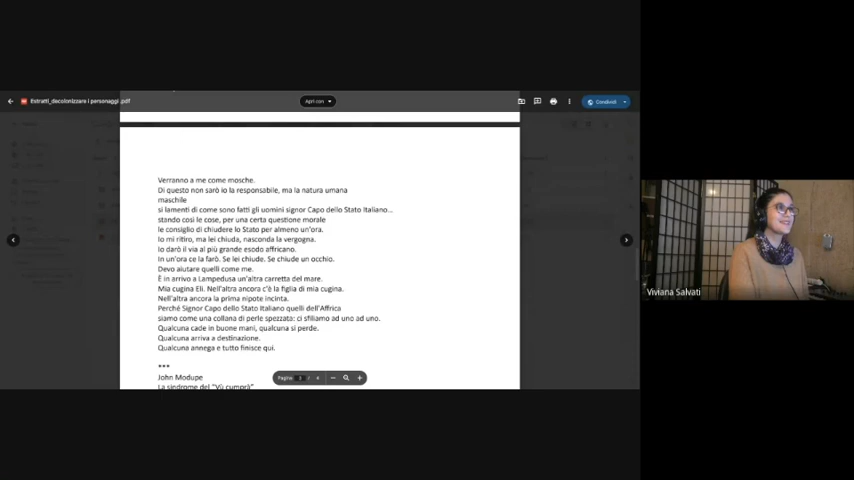 Estratti_decolonizzare i personaggi.pdf
Apri con
Condividi
Verranno a me come mosche.
Di questo non sarò io la responsabile, ma la natura umana
maschile
si lamenti di come sono fatti gli uomini signor Capo dello Stato Italiano...
stando così le cose, per una certa questione morale
le consiglio di chiudere lo Stato per almeno un'ora.
Io mi ritiro, ma lei chiuda, nasconda la vergogna.
Io darò il via al più grande esodo affricano.
In un'ora ce la farò. Se lei chiude. Se chiude un occhio.
Devo aiutare quelli come me.
È in arrivo a Lampedusa un'altra carretta del mare.
Mia cugina Eli. Nell'altra ancora c'è la figlia di mia cugina.
Nell'altra ancora la prima nipote incinta.
Perché Signor Capo dello Stato Italiano quelli dell'Affrica
siamo come una collana di perle spezzata: ci sfiliamo ad uno ad uno.
Qualcuna cade in buone mani, qualcuna si perde.
Qualcuna arriva a destinazione.
Qualcuna annega e tutto finisce qui.
***
John Modupe
La sindrome del "Vù cumprà"
Pagina 3 / 4
Viviana Salvati